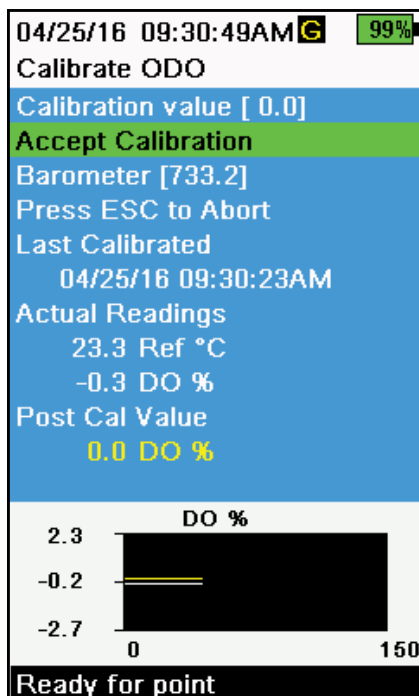 04/25/16 09:30:49AM G 99%
Calibrate ODO
Calibration value [ 0.0]
Accept Calibration
Barometer [733.2]
Press ESC to Abort
Last Calibrated
04/25/16 09:30:23AM
Actual Readings
23.3 Ref °C
-0.3 DO %
Post Cal Value
0.0 DO %
DO %
2.3
-0.2
-2.7
0 150
Ready for point